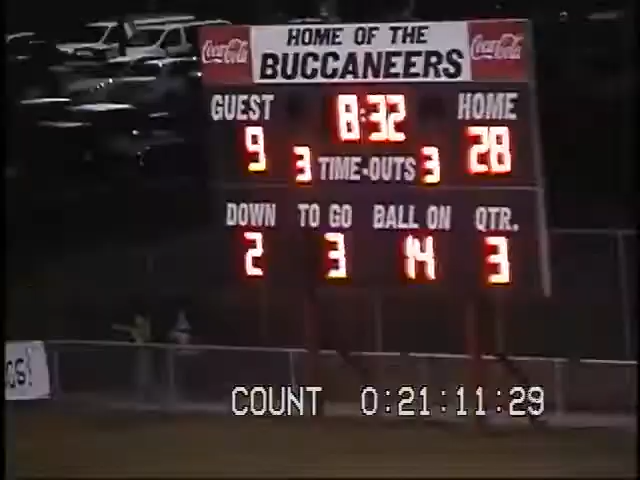 HOME OF THE
Coca-Cola BUCCANEERS Coca-Cola
GUEST 8:32 HOME
9 3 TIME-OUTS 3 28
DOWN TO GO BALL ON QTR.
2 3 14 3
GS!
COUNT 0:21:11:29